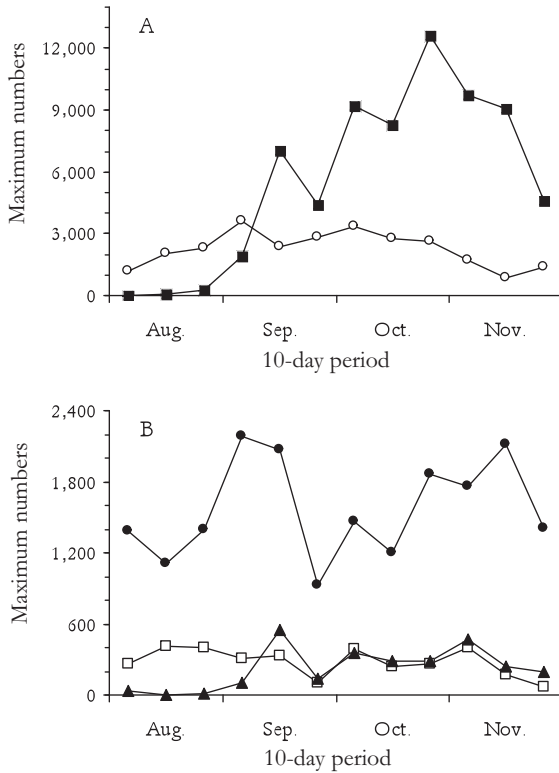 A
Maximum numbers
12,000
9,000
6,000
3,000
0
Aug. Sep. Oct. Nov.
10-day period
B
Maximum numbers
2,400
1,800
1,200
600
0
Aug. Sep. Oct. Nov.
10-day period